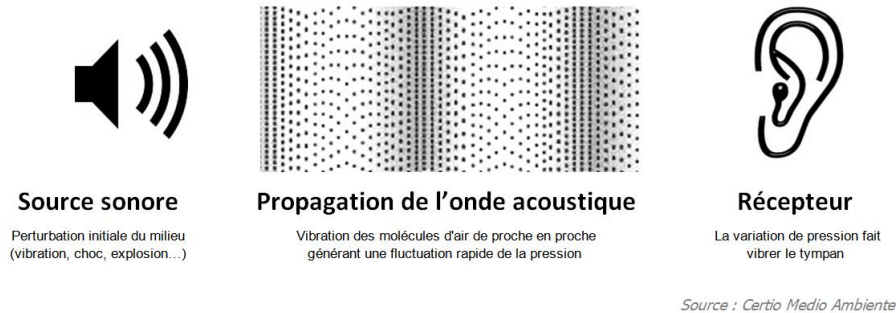 Source sonore
Perturbation initiale du milieu
(vibration, choc, explosion…)
Propagation de l'onde acoustique
Vibration des molécules d'air de proche en proche
générant une fluctuation rapide de la pression
Récepteur
La variation de pression fait
vibrer le tympan
Source : Certio Medio Ambiente